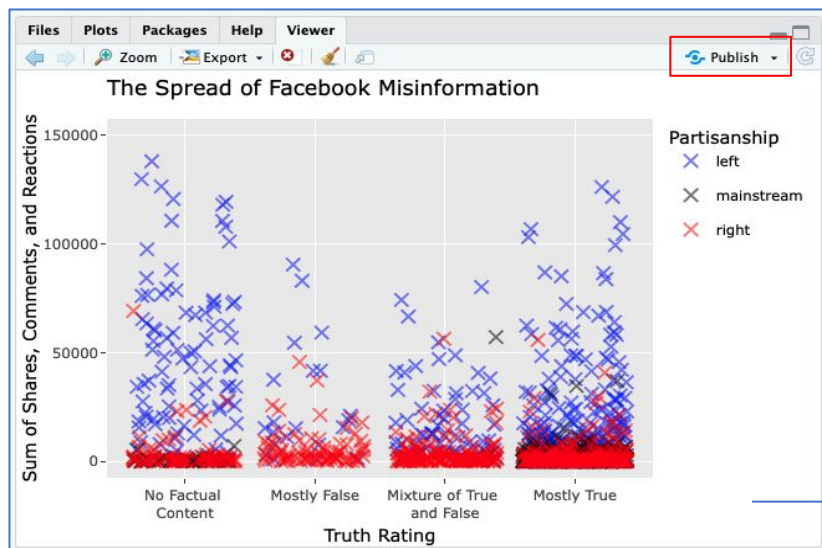 Files Plots Packages Help Viewer
Zoom Export Publish
The Spread of Facebook Misinformation
Sum of Shares, Comments, and Reactions
150000
100000
50000
0
No Factual
Content
Mostly False
Mixture of True
and False
Mostly True
Truth Rating
Partisanship
left
mainstream
right